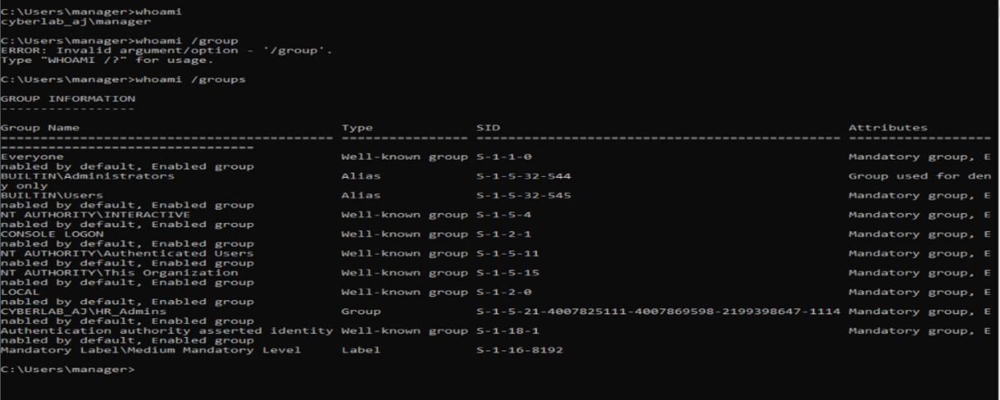 C:\Users\manager>whoami
cyberlab_aj\manager
C:\Users\manager>whoami /group
ERROR: Invalid argument/option - '/group'.
Type "WHOAMI /?" for usage.
C:\Users\manager>whoami /groups
GROUP INFORMATION
-----------------
Group Name Type SID Attributes
========================================== ================ ============================================== ==================
================================
Everyone Well-known group S-1-1-0 Mandatory group, E
nabled by default, Enabled group
BUILTIN\Administrators Alias S-1-5-32-544 Group used for den
y only
BUILTIN\Users Alias S-1-5-32-545 Mandatory group, E
nabled by default, Enabled group
NT AUTHORITY\INTERACTIVE Well-known group S-1-5-4 Mandatory group, E
nabled by default, Enabled group
CONSOLE LOGON Well-known group S-1-2-1 Mandatory group, E
nabled by default, Enabled group
NT AUTHORITY\Authenticated Users Well-known group S-1-5-11 Mandatory group, E
nabled by default, Enabled group
NT AUTHORITY\This Organization Well-known group S-1-5-15 Mandatory group, E
nabled by default, Enabled group
LOCAL Well-known group S-1-2-0 Mandatory group, E
nabled by default, Enabled group
CYBERLAB_AJ\HR_Admins Group S-1-5-21-4007825111-4007869598-2199398647-1114 Mandatory group, E
nabled by default, Enabled group
Authentication authority asserted identity Well-known group S-1-18-1 Mandatory group, E
nabled by default, Enabled group
Mandatory Label\Medium Mandatory Level Label S-1-16-8192
C:\Users\manager>